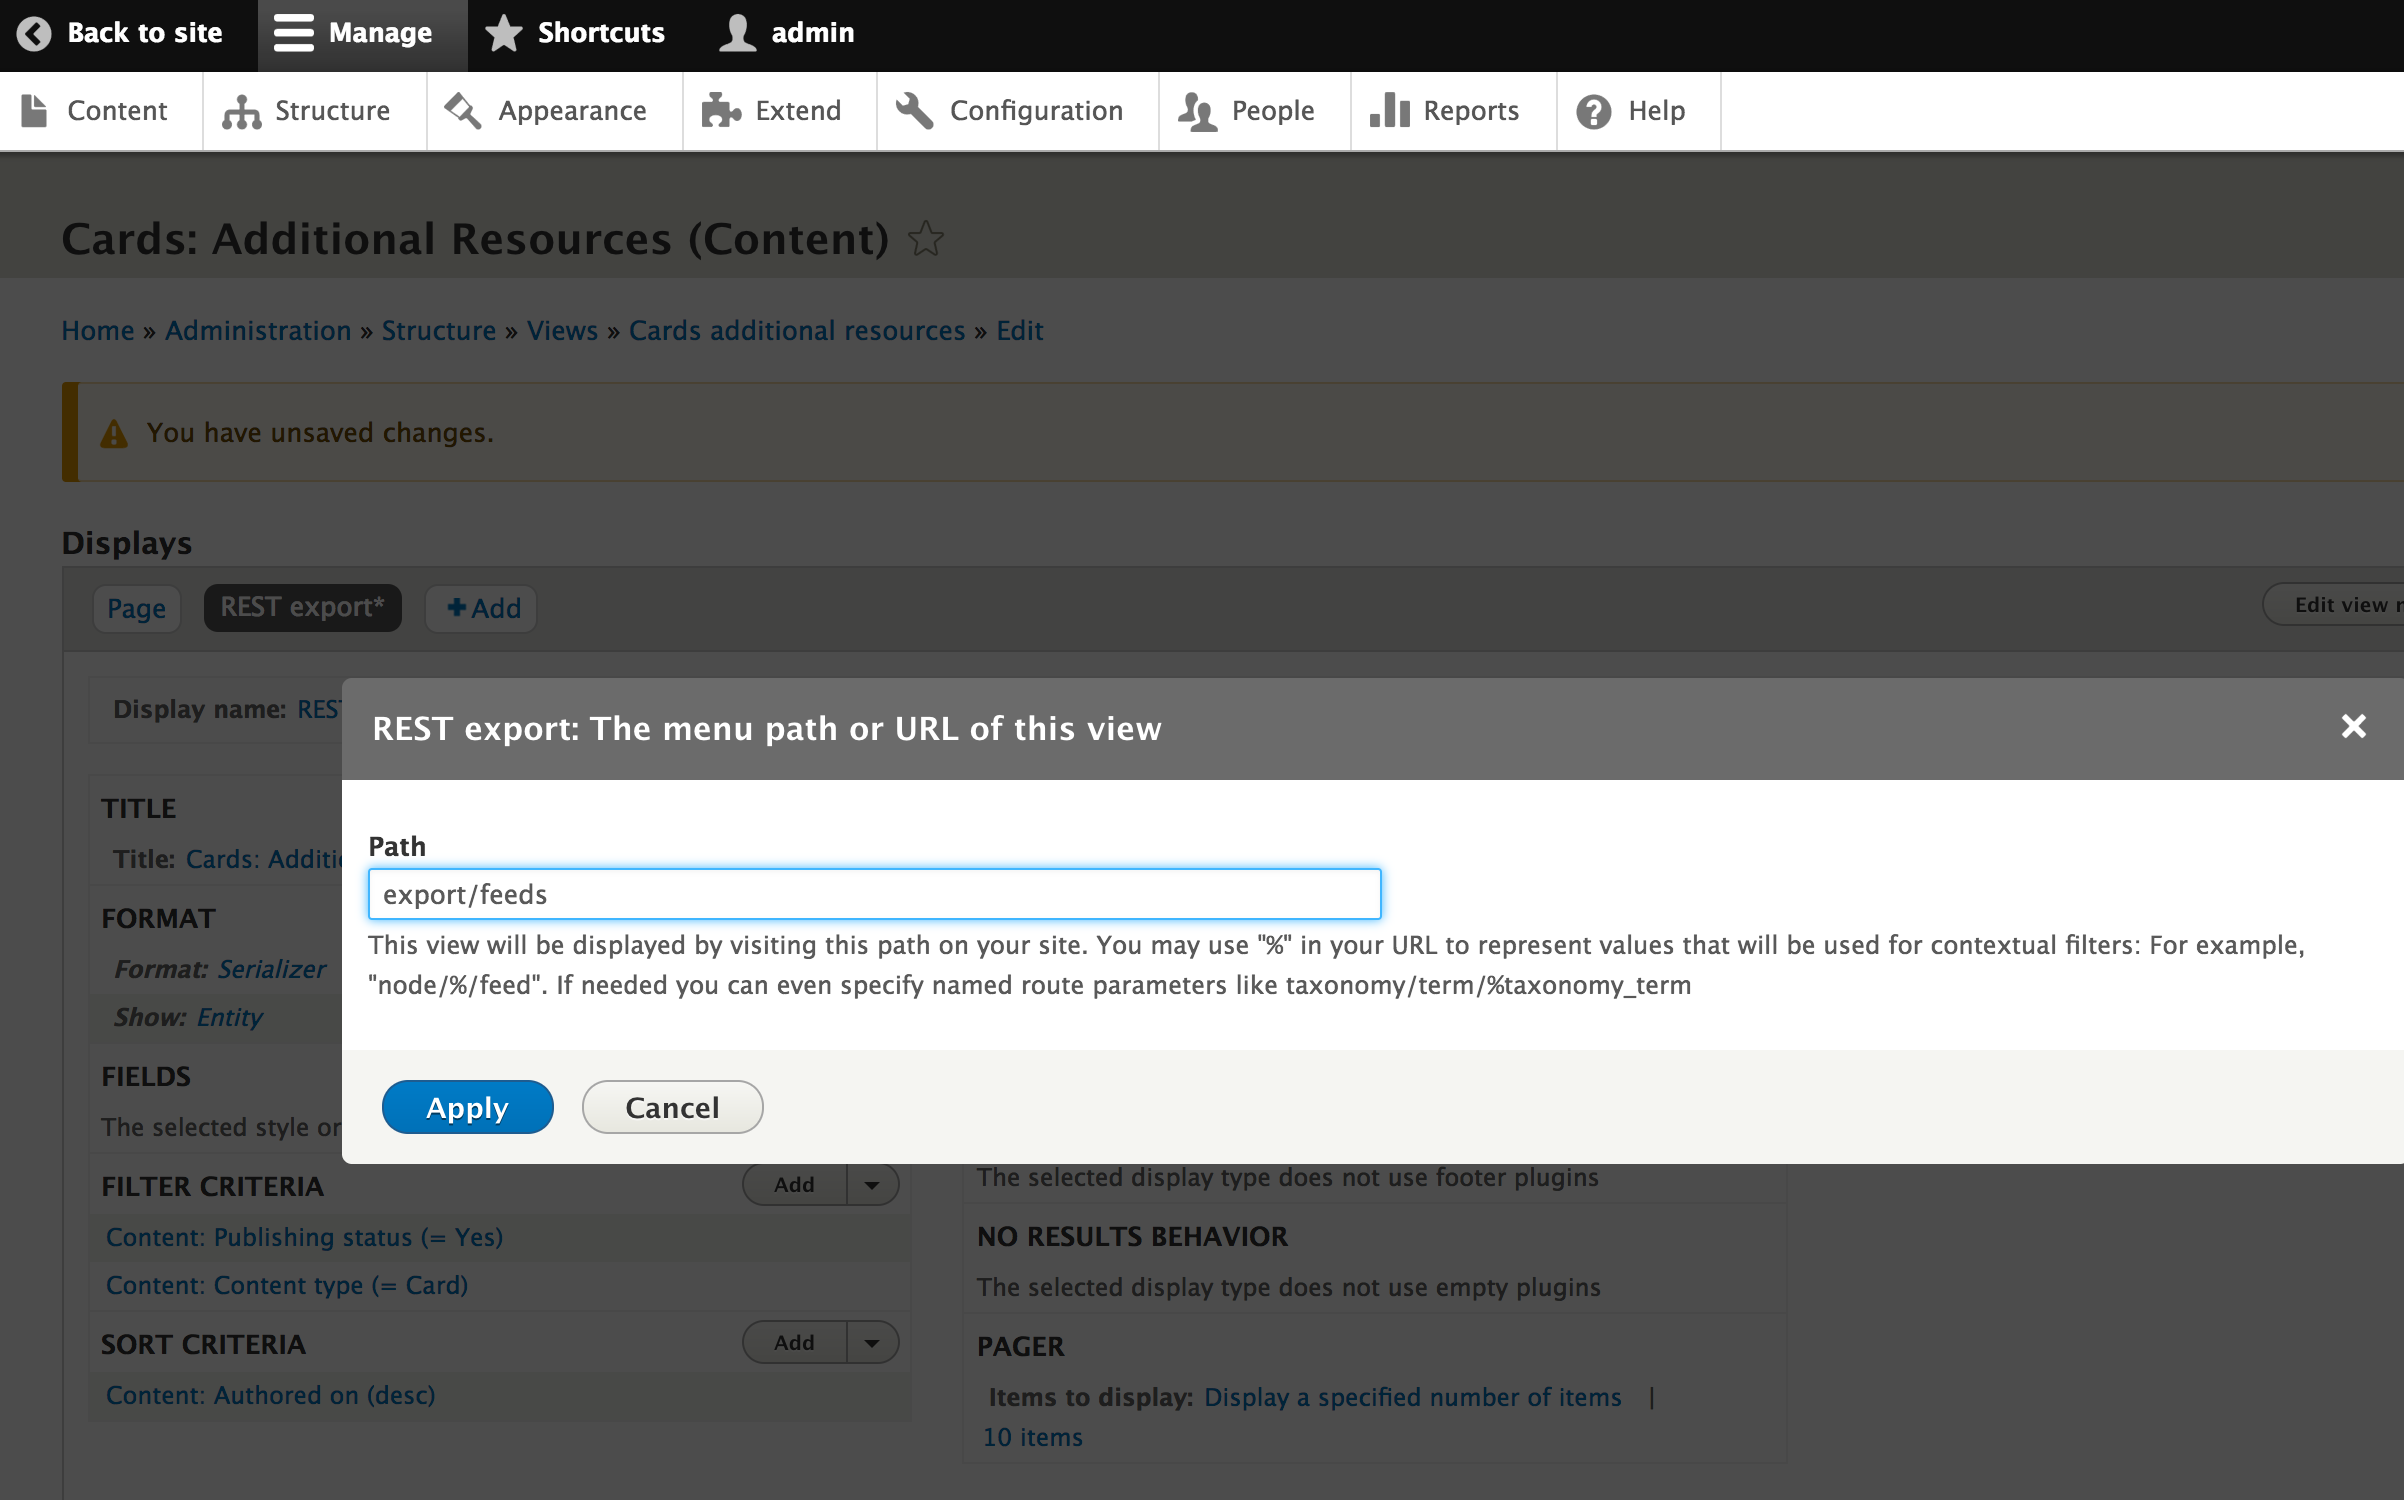 Back to site Manage Shortcuts admin
Content Structure Appearance Extend Configuration People Reports Help
Cards: Additional Resources (Content)
Home » Administration » Structure » Views » Cards additional resources » Edit
You have unsaved changes.
Displays
Page REST export* Add Edit view
Display name: REST
REST export: The menu path or URL of this view
TITLE
Title: Cards: Additi
Path
export/feeds
This view will be displayed by visiting this path on your site. You may use "%" in your URL to represent values that will be used for contextual filters: For example,
"node/%/feed". If needed you can even specify named route parameters like taxonomy/term/%taxonomy_term
FORMAT
Format: Serializer
Show: Entity
FIELDS
The selected style or
Apply Cancel
FILTER CRITERIA Add
Content: Publishing status (= Yes)
Content: Content type (= Card)
SORT CRITERIA Add
Content: Authored on (desc)
The selected display type does not use footer plugins
NO RESULTS BEHAVIOR
The selected display type does not use empty plugins
PAGER
Items to display: Display a specified number of items |
10 items